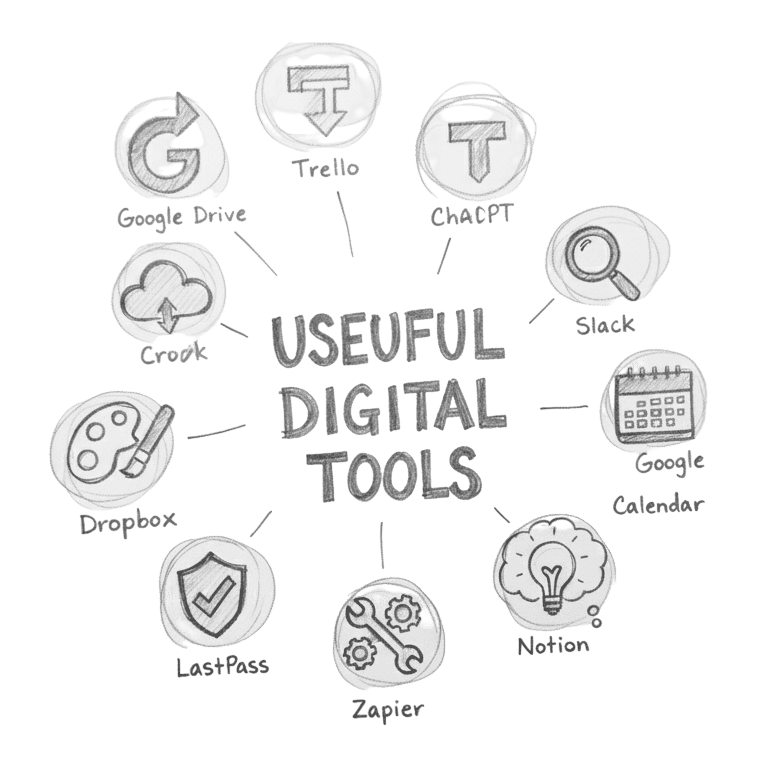 Trello
Google Drive
ChACPT
Slack
Crook
USEUFUL
DIGITAL
TOOLS
Google
Calendar
Dropbox
LastPass
Notion
Zapier